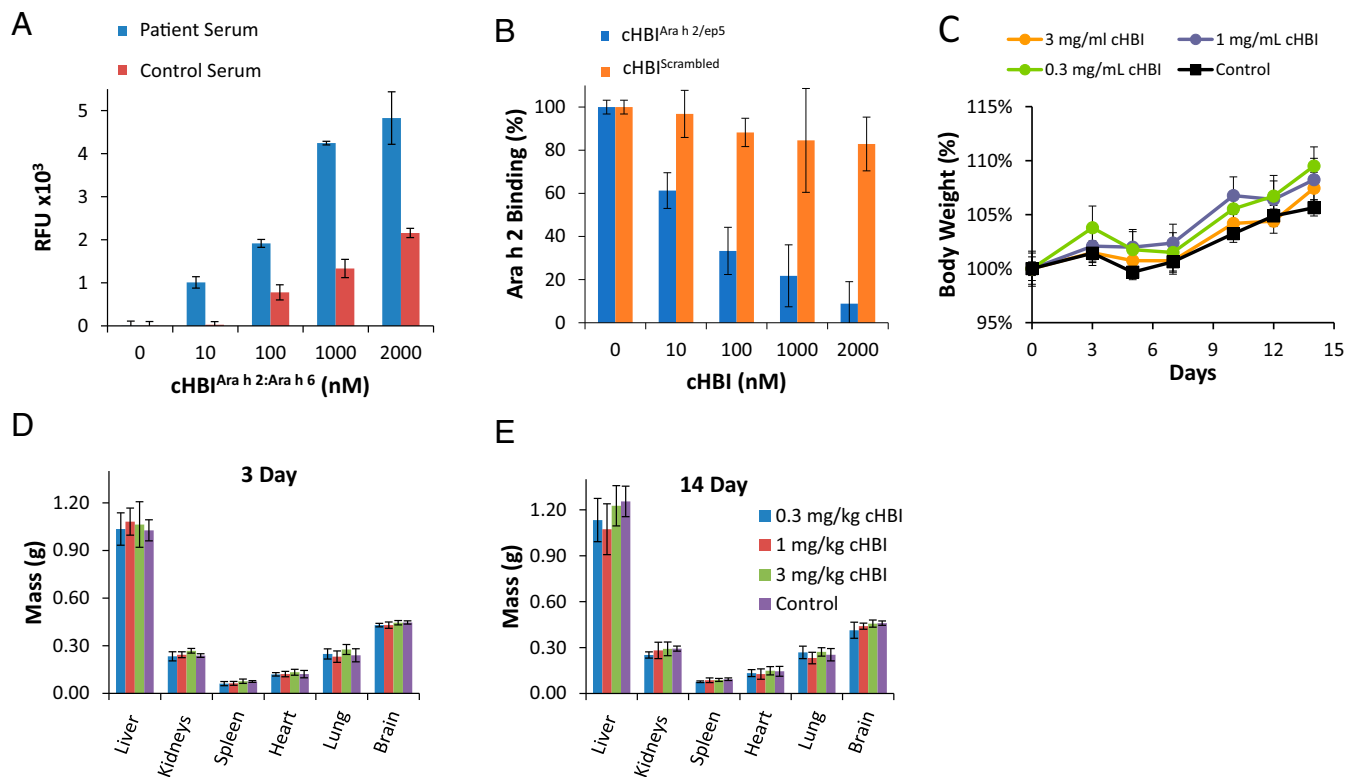 A
Patient Serum
Control Serum
RFU x10³
5
4
3
2
1
0
0 10 100 1000 2000
cHBI^Ara h 2:Ara h 6 (nM)
B
cHBI^Ara h 2/ep5
cHBI^Scrambled
Ara h 2 Binding (%)
100
80
60
40
20
0
0 10 100 1000 2000
cHBI (nM)
C
3 mg/ml cHBI 1 mg/mL cHBI
0.3 mg/mL cHBI Control
Body Weight (%)
115%
110%
105%
100%
95%
0 3 6 9 12 15
Days
D
3 Day
Mass (g)
1.20
0.90
0.60
0.30
0.00
Liver Kidneys Spleen Heart Lung Brain
E
14 Day
0.3 mg/kg cHBI
1 mg/kg cHBI
3 mg/kg cHBI
Control
Mass (g)
1.20
0.90
0.60
0.30
0.00
Liver Kidneys Spleen Heart Lung Brain